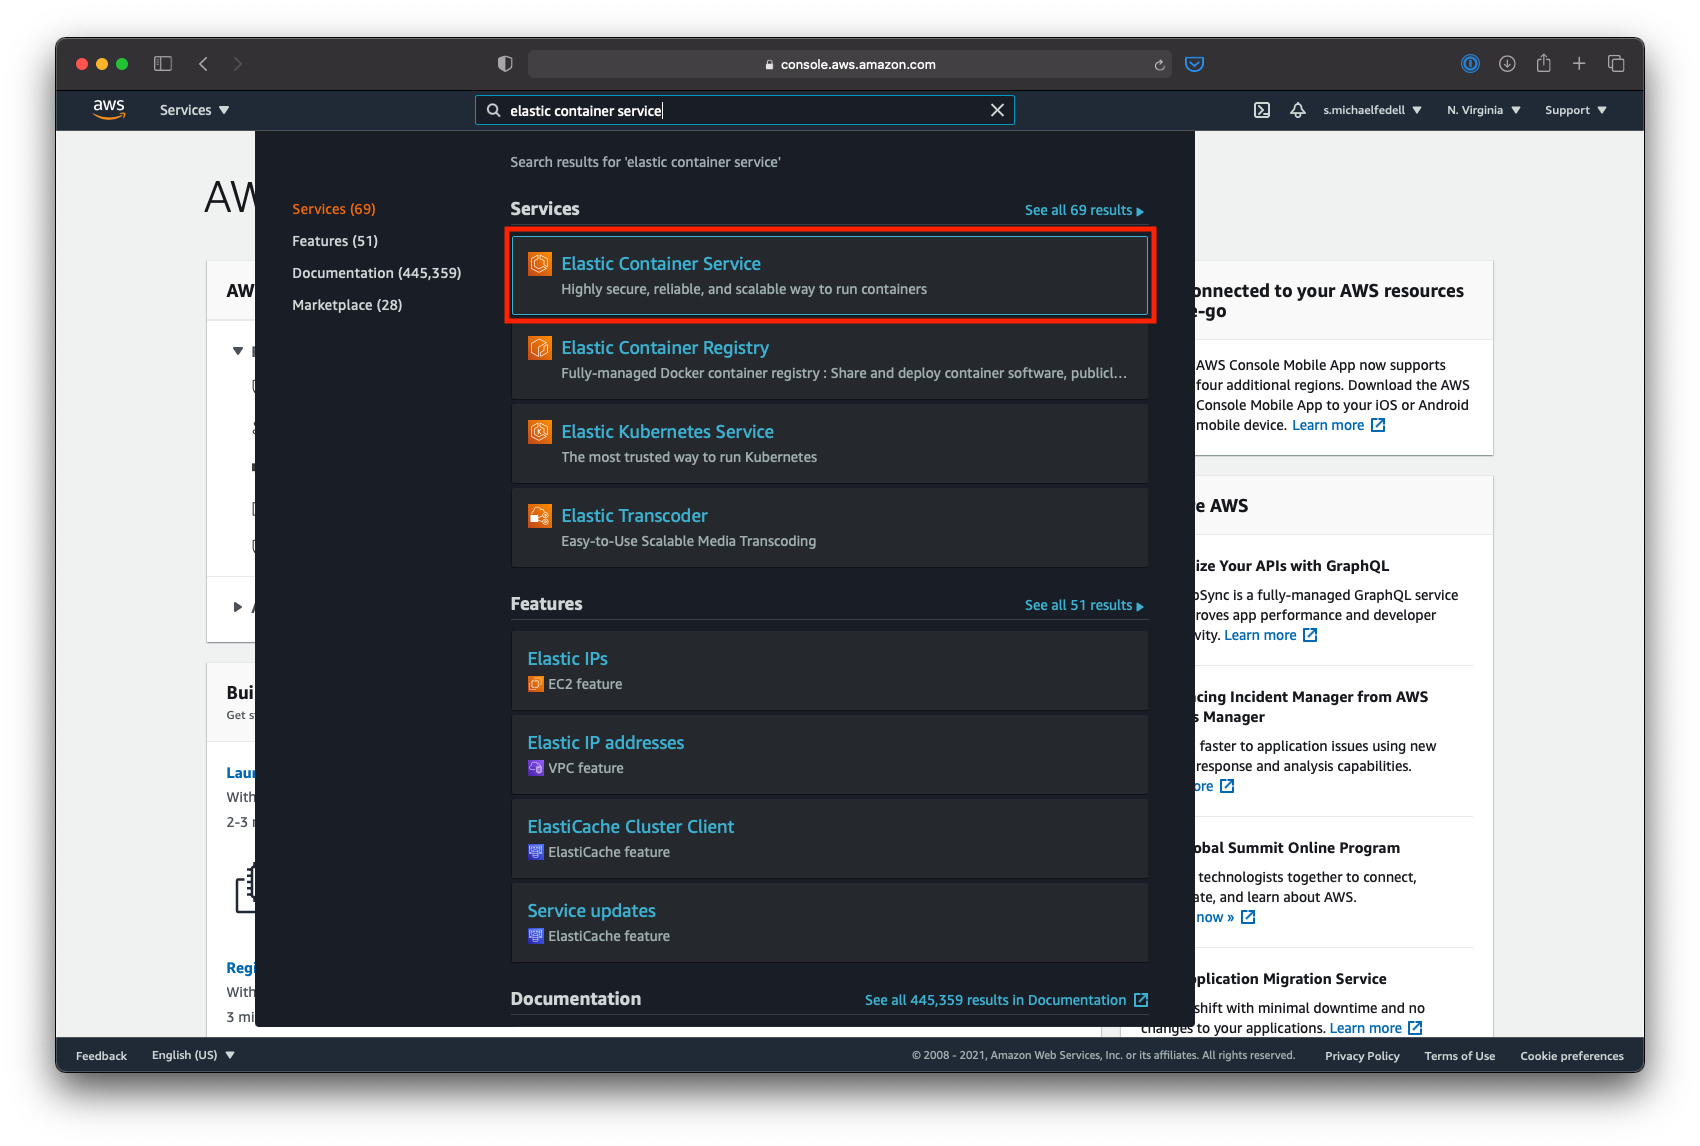 console.aws.amazon.com
aws
Services
elastic container service
s.michaelfedell
N. Virginia
Support
AW
Search results for 'elastic container service'
Services (69)
Features (51)
Documentation (445,359)
Marketplace (28)
Services
See all 69 results
Elastic Container Service
Highly secure, reliable, and scalable way to run containers
Elastic Container Registry
Fully-managed Docker container registry : Share and deploy container software, publicl...
Elastic Kubernetes Service
The most trusted way to run Kubernetes
Elastic Transcoder
Easy-to-Use Scalable Media Transcoding
Features
See all 51 results
Elastic IPs
EC2 feature
Elastic IP addresses
VPC feature
ElastiCache Cluster Client
ElastiCache feature
Service updates
ElastiCache feature
Documentation
See all 445,359 results in Documentation
AW
Bui
Get s
Lau
With
2-3
Regi
With
3 mi
onnected to your AWS resources
e-go
AWS Console Mobile App now supports
four additional regions. Download the AWS
Console Mobile App to your iOS or Android
mobile device. Learn more
e AWS
ize Your APIs with GraphQL
Sync is a fully-managed GraphQL service
roves app performance and developer
vity. Learn more
cing Incident Manager from AWS
s Manager
faster to application issues using new
response and analysis capabilities.
ore
obal Summit Online Program
technologists together to connect,
ate, and learn about AWS.
now »
pplication Migration Service
shift with minimal downtime and no
changes to your applications. Learn more
Feedback
English (US)
© 2008 - 2021, Amazon Web Services, Inc. or its affiliates. All rights reserved.
Privacy Policy
Terms of Use
Cookie preferences